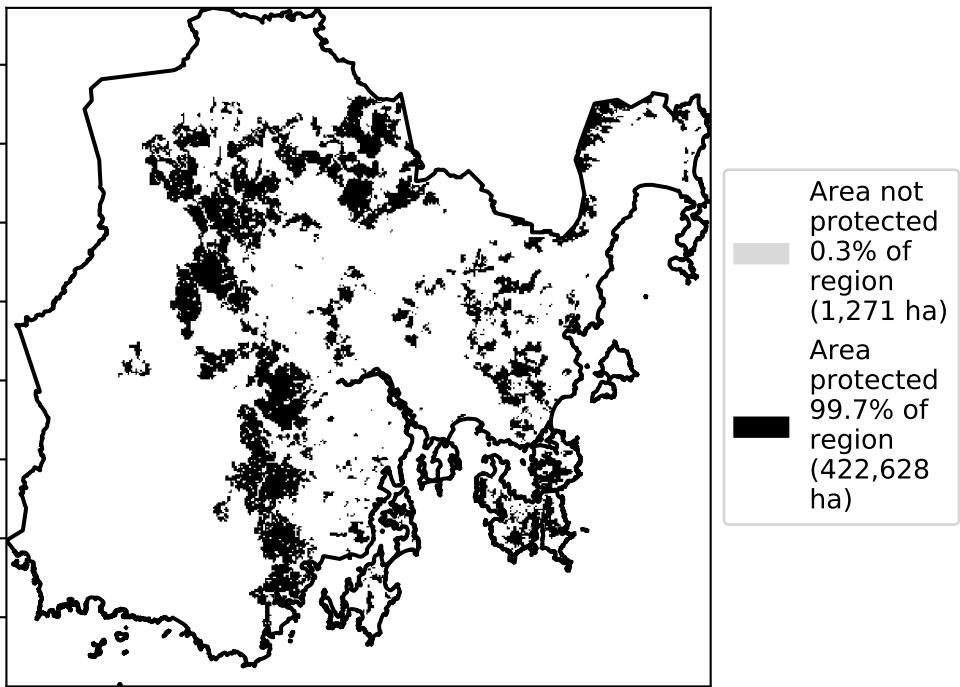 Area not
protected
0.3% of
region
(1,271 ha)
Area
protected
99.7% of
region
(422,628
ha)